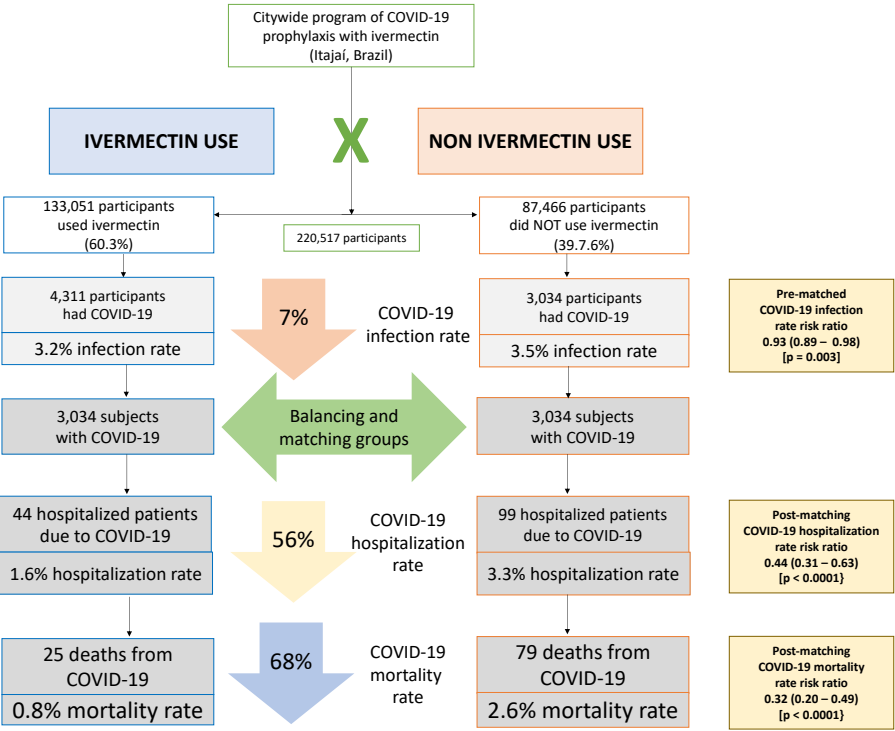 Citywide program of COVID-19
prophylaxis with ivermectin
(Itajaí, Brazil)
IVERMECTIN USE
X
NON IVERMECTIN USE
133,051 participants
used ivermectin
(60.3%)
220,517 participants
87,466 participants
did NOT use ivermectin
(39.7.6%)
4,311 participants
had COVID-19
3.2% infection rate
7%
COVID-19
infection rate
3,034 participants
had COVID-19
3.5% infection rate
Pre-matched
COVID-19 infection
rate risk ratio
0.93 (0.89 – 0.98)
[p = 0.003]
3,034 subjects
with COVID-19
Balancing and
matching groups
3,034 subjects
with COVID-19
44 hospitalized patients
due to COVID-19
1.6% hospitalization rate
56%
COVID-19
hospitalization
rate
99 hospitalized patients
due to COVID-19
3.3% hospitalization rate
Post-matching
COVID-19 hospitalization
rate risk ratio
0.44 (0.31 – 0.63)
[p < 0.0001}
25 deaths from
COVID-19
0.8% mortality rate
68%
COVID-19
mortality
rate
79 deaths from
COVID-19
2.6% mortality rate
Post-matching
COVID-19 mortality
rate risk ratio
0.32 (0.20 – 0.49)
[p < 0.0001}